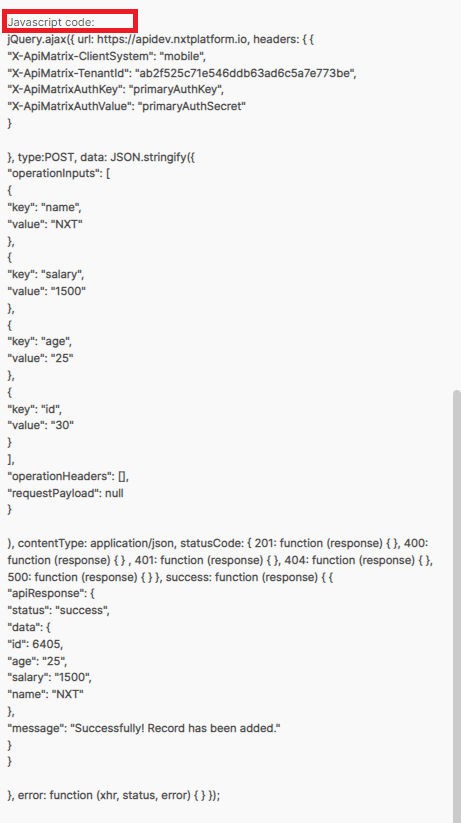 Javascript code:
jQuery.ajax({ url: https://apidev.nxtplatform.io, headers: { {
"X-ApiMatrix-ClientSystem": "mobile",
"X-ApiMatrix-TenantId": "ab2f525c71e546ddb63ad6c5a7e773be",
"X-ApiMatrixAuthKey": "primaryAuthKey",
"X-ApiMatrixAuthValue": "primaryAuthSecret"
}
}, type:POST, data: JSON.stringify({
"operationInputs": [
{
"key": "name",
"value": "NXT"
},
{
"key": "salary",
"value": "1500"
},
{
"key": "age",
"value": "25"
},
{
"key": "id",
"value": "30"
}
],
"operationHeaders": [],
"requestPayload": null
}
), contentType: application/json, statusCode: { 201: function (response) { }, 400:
function (response) { } , 401: function (response) { }, 404: function (response) { },
500: function (response) { } }, success: function (response) { {
"apiResponse": {
"status": "success",
"data": {
"id": 6405,
"age": "25",
"salary": "1500",
"name": "NXT"
},
"message": "Successfully! Record has been added."
}
}
}, error: function (xhr, status, error) { } });